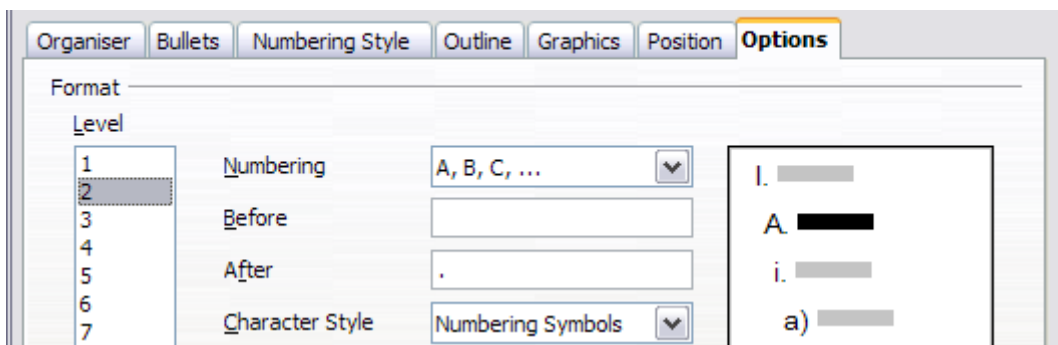 Organiser Bullets Numbering Style Outline Graphics Position Options
Format
Level
1
2
3
4
5
6
7
Numbering A, B, C, ...
Before
After .
Character Style Numbering Symbols
I.
A.
i.
a)